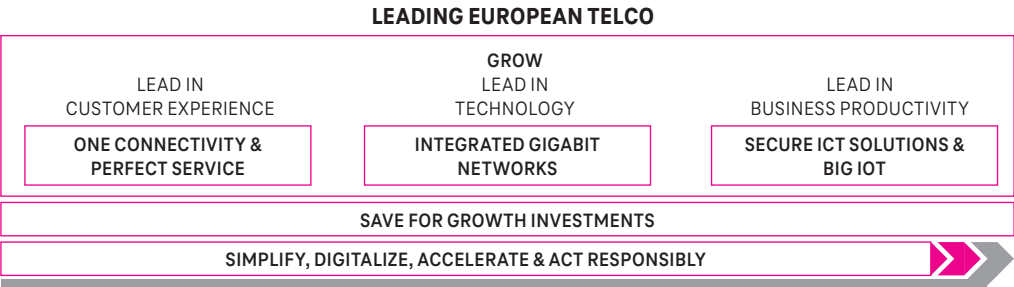 LEADING EUROPEAN TELCO
GROW
LEAD IN
CUSTOMER EXPERIENCE
ONE CONNECTIVITY &
PERFECT SERVICE
LEAD IN
TECHNOLOGY
INTEGRATED GIGABIT
NETWORKS
LEAD IN
BUSINESS PRODUCTIVITY
SECURE ICT SOLUTIONS &
BIG IOT
SAVE FOR GROWTH INVESTMENTS
SIMPLIFY, DIGITALIZE, ACCELERATE & ACT RESPONSIBLY